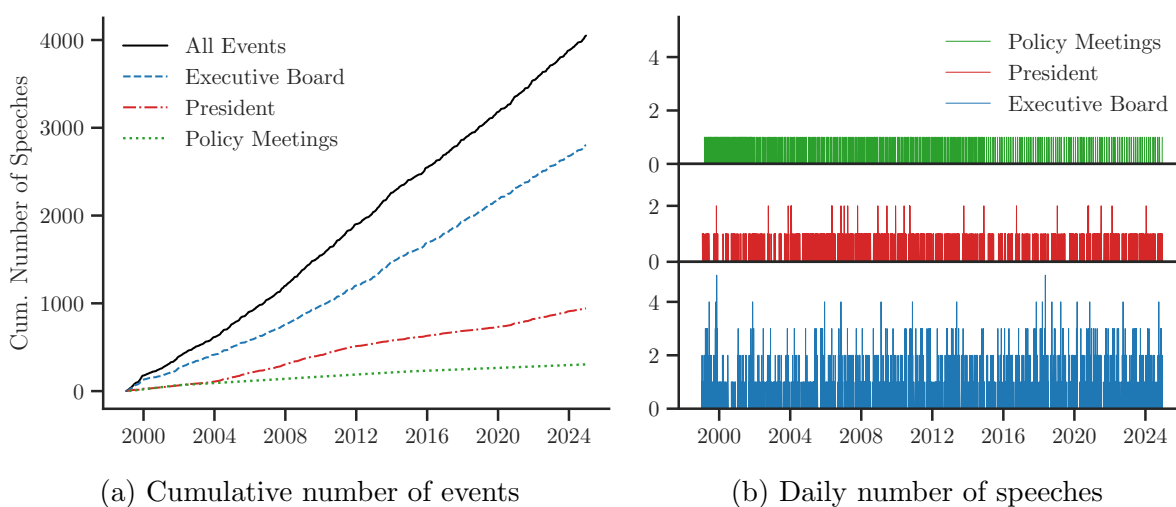 Cum. Number of Speeches
4000
3000
2000
1000
0
All Events
Executive Board
President
Policy Meetings
2000 2004 2008 2012 2016 2020 2024
(a) Cumulative number of events
4
2
0
Policy Meetings
President
Executive Board
2
0
4
2
0
2000 2004 2008 2012 2016 2020 2024
(b) Daily number of speeches